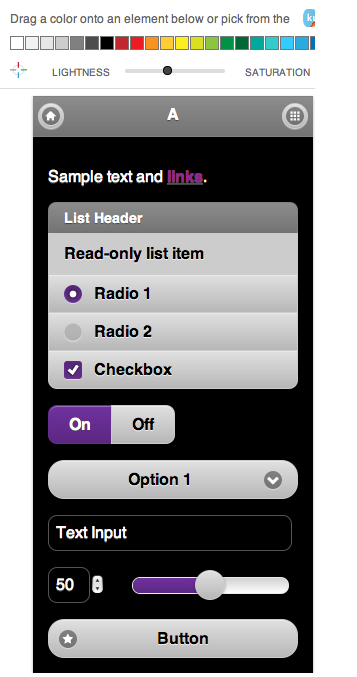 Drag a color onto an element below or pick from the
LIGHTNESS SATURATION
A
Sample text and links.
List Header
Read-only list item
Radio 1
Radio 2
Checkbox
On Off
Option 1
Text Input
50
Button